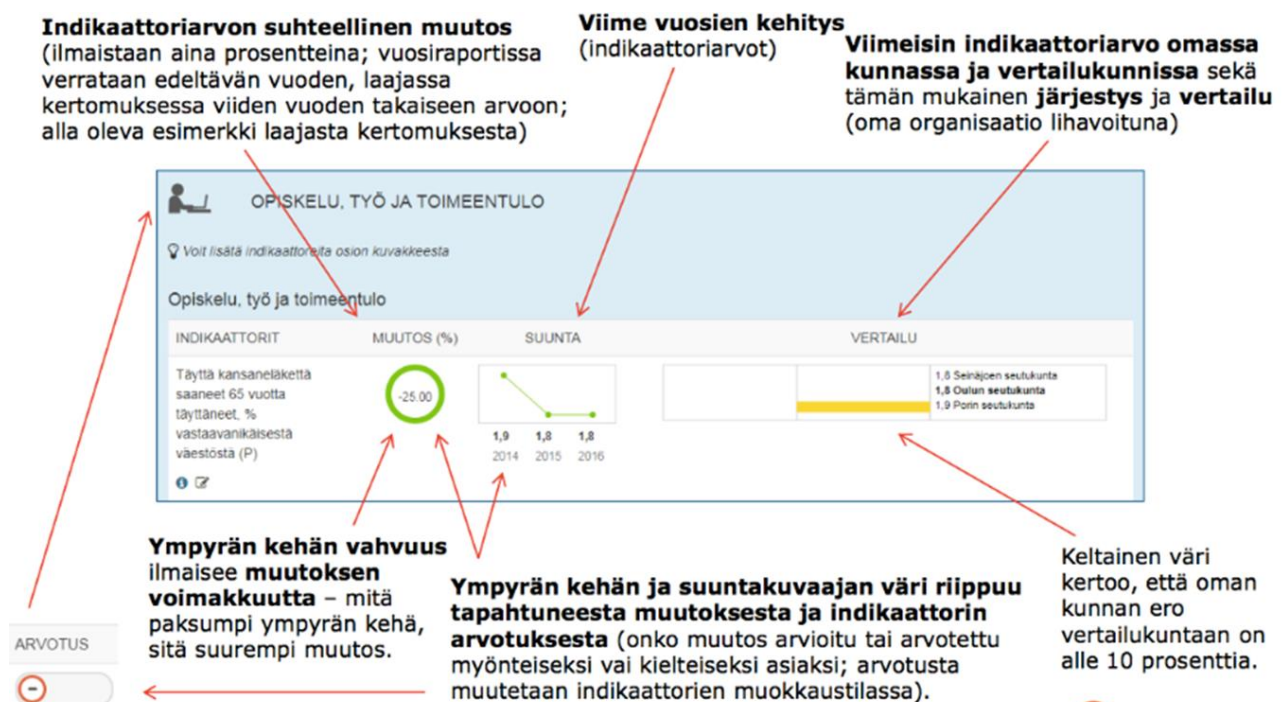 Indikaattoriarvon suhteellinen muutos
(ilmaistaan aina prosentteina; vuosiraportissa
verrataan edeltävän vuoden, laajassa
kertomuksessa viiden vuoden takaiseen arvoon;
alla oleva esimerkki laajasta kertomuksesta)
Viime vuosien kehitys
(indikaattoriarvot)
Viimeisin indikaattoriarvo omassa
kunnassa ja vertailukunnissa sekä
tämän mukainen järjestys ja vertailu
(oma organisaatio lihavoituna)
OPISKELU, TYÖ JA TOIMEENTULO
Voit lisätä indikaattoreita osion kuvakkeesta
Opiskelu, työ ja toimeentulo
INDIKAATTORIT MUUTOS (%) SUUNTA VERTAILU
Täyttä kansaneläkettä
saaneet 65 vuotta
täyttäneet, %
vastaavanikäisestä
väestöstä (P)
-25.00
1,9 1,8 1,8
2014 2015 2016
1,8 Seinäjoen seutukunta
1,8 Oulun seutukunta
1,9 Porin seutukunta
Ympyrän kehän vahvuus
ilmaisee muutoksen
voimakkuutta – mitä
paksumpi ympyrän kehä,
sitä suurempi muutos.
Ympyrän kehän ja suuntakuvaajan väri riippuu
tapahtuneesta muutoksesta ja indikaattorin
arvotuksesta (onko muutos arvioitu tai arvotettu
myönteiseksi vai kielteiseksi asiaksi; arvotusta
muutetaan indikaattorien muokkaustilassa).
Keltainen väri
kertoo, että oman
kunnan ero
vertailukuntaan on
alle 10 prosenttia.
ARVOTUS